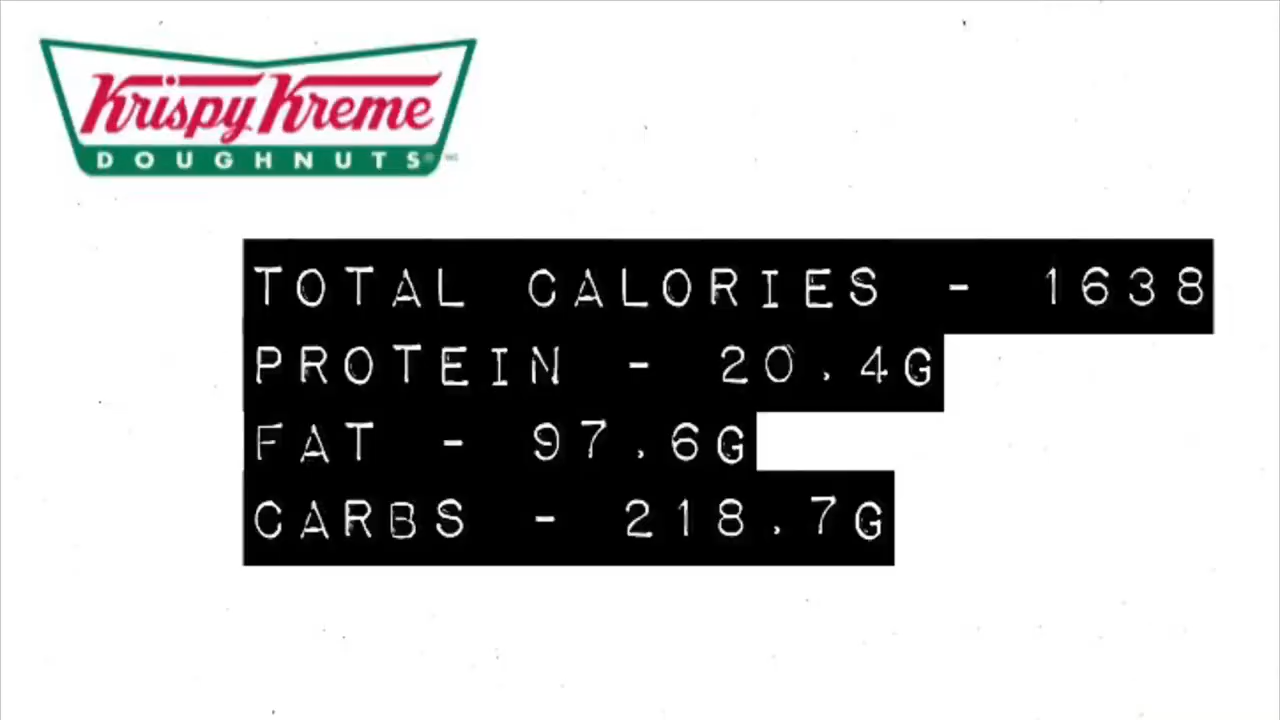 Krispy Kreme
DOUGHNUTS®
TOTAL CALORIES - 1638
PROTEIN - 20.4G
FAT - 97.6G
CARBS - 218.7G